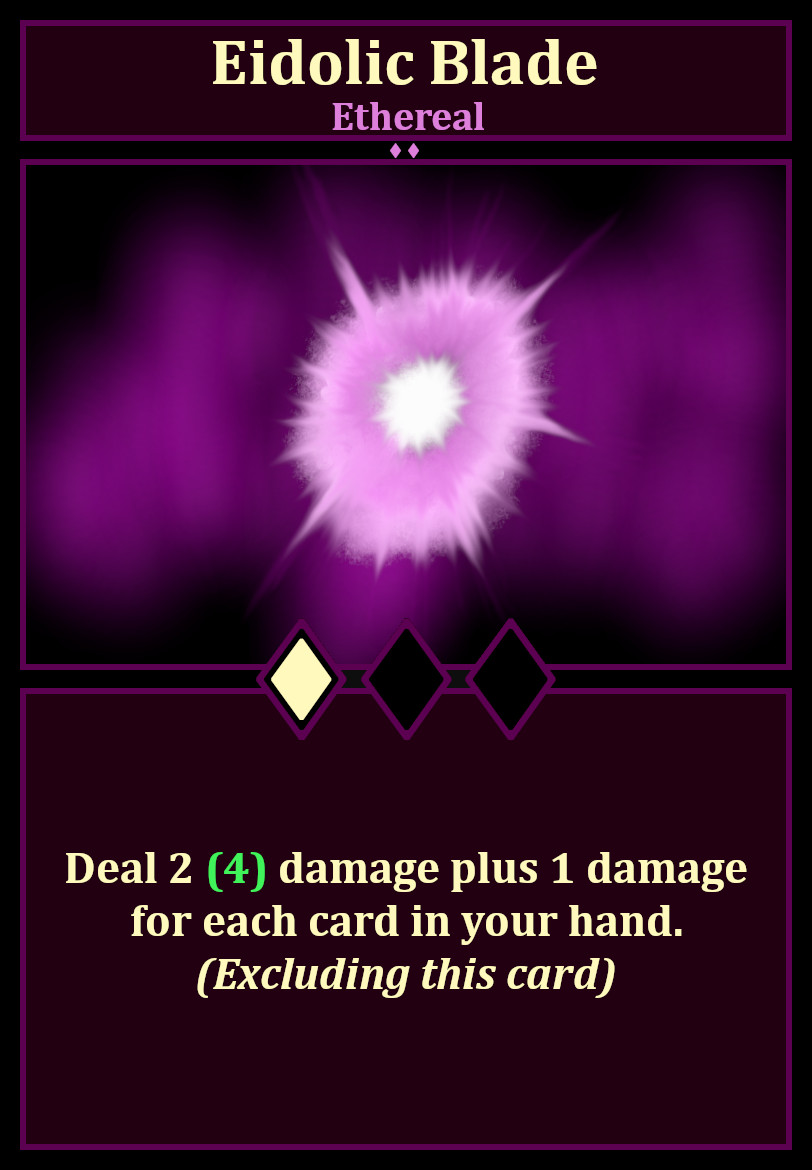 Eidolic Blade
Ethereal
Deal 2 (4) damage plus 1 damage
for each card in your hand.
(Excluding this card)